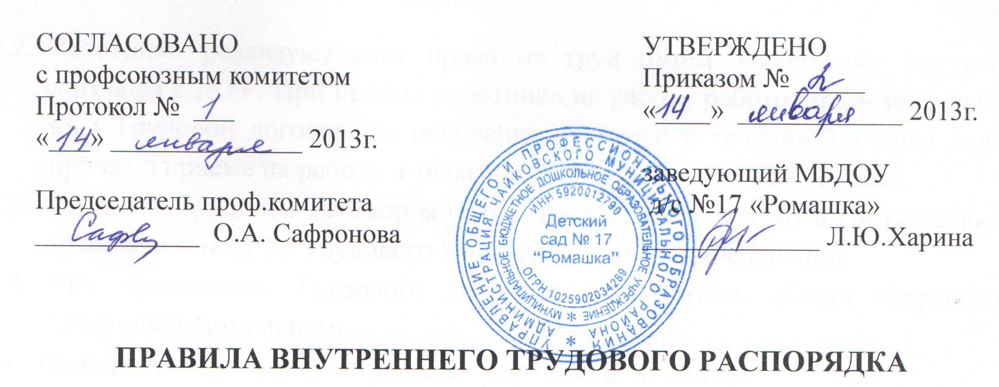 СОГЛАСОВАНО
с профсоюзным комитетом
Протокол № 1
«14» января 2013г.
Председатель проф.комитета
О.А. Сафронова
УТВЕРЖДЕНО
Приказом № 2
«14» января 2013г.
заведующий МБДОУ
д/с №17 «Ромашка»
Л.Ю.Харина
УПРАВЛЕНИЕ ОБЩЕГО И ПРОФЕССИОНАЛЬНОГО ОБРАЗОВАНИЯ
АДМИНИСТРАЦИЯ ЧАЙКОВСКОГО МУНИЦИПАЛЬНОГО РАЙОНА
МУНИЦИПАЛЬНОЕ БЮДЖЕТНОЕ ДОШКОЛЬНОЕ ОБРАЗОВАТЕЛЬНОЕ УЧРЕЖДЕНИЕ
ИНН 5920012790
Детский
сад № 17
“Ромашка”
ОГРН 1025902034289
ПРАВИЛА ВНУТРЕННЕГО ТРУДОВОГО РАСПОРЯДКА